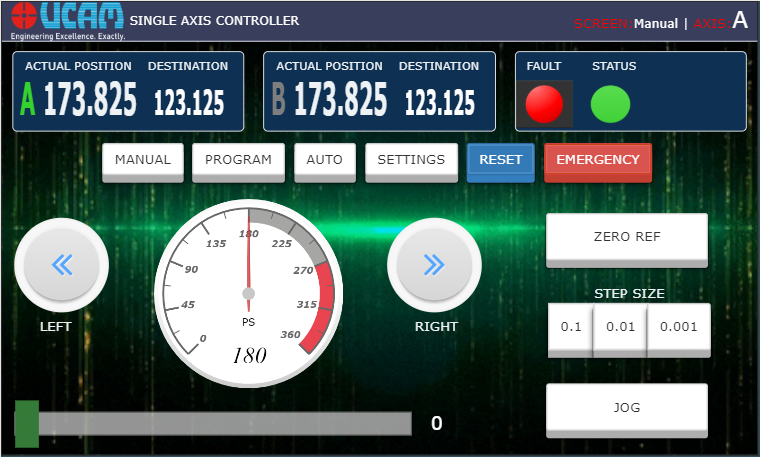 UCAM
Engineering Excellence. Exactly.
SINGLE AXIS CONTROLLER
SCREEN:Manual | AXIS:A
ACTUAL POSITION DESTINATION
A 173.825 123.125
ACTUAL POSITION DESTINATION
B 173.825 123.125
FAULT STATUS
MANUAL PROGRAM AUTO SETTINGS RESET EMERGENCY
LEFT
0
45
90
135
180
225
270
315
360
PS
180
RIGHT
ZERO REF
STEP SIZE
0.1 0.01 0.001
JOG
0